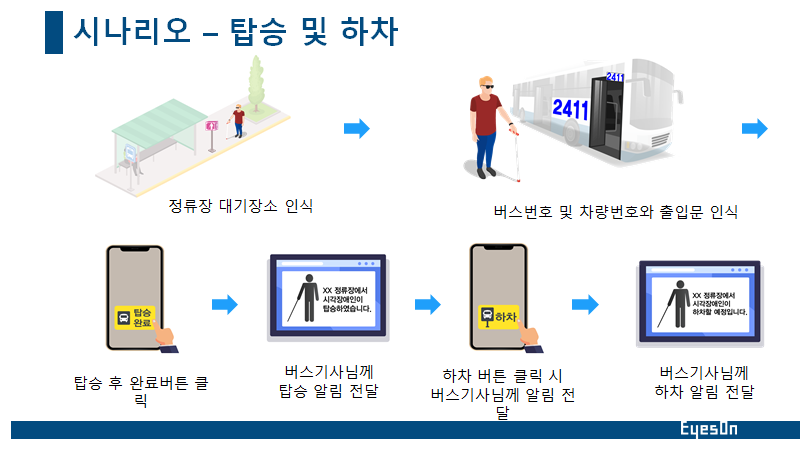 시나리오 – 탑승 및 하차
2411
2411
정류장 대기장소 인식
버스번호 및 차량번호와 출입문 인식
탑승
완료
XX 정류장에서
시각장애인이
탑승하였습니다.
하차
XX 정류장에서
시각장애인이
하차할 예정입니다.
탑승 후 완료버튼 클
릭
버스기사님께
탑승 알림 전달
하차 버튼 클릭 시
버스기사님께 알림 전
달
버스기사님께
하차 알림 전달
EyesOn